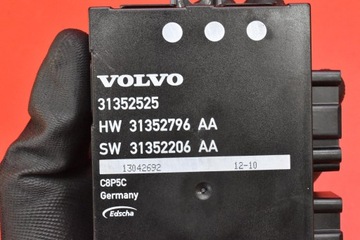 VOLVO
31352525
HW 31352796 AA
SW 31352206 AA
13042692 12-10
C8P5C
Germany
Edscha